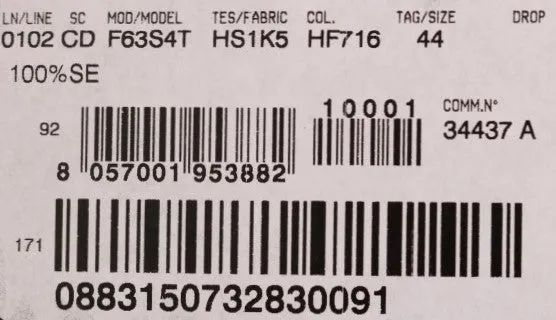 LN/LINE SC MOD/MODEL TES/FABRIC COL. TAG/SIZE DROP
0102 CD F63S4T HS1K5 HF716 44
100%SE
10001 COMM.N°
92 34437 A
8 057001 953882
171
0883150732830091